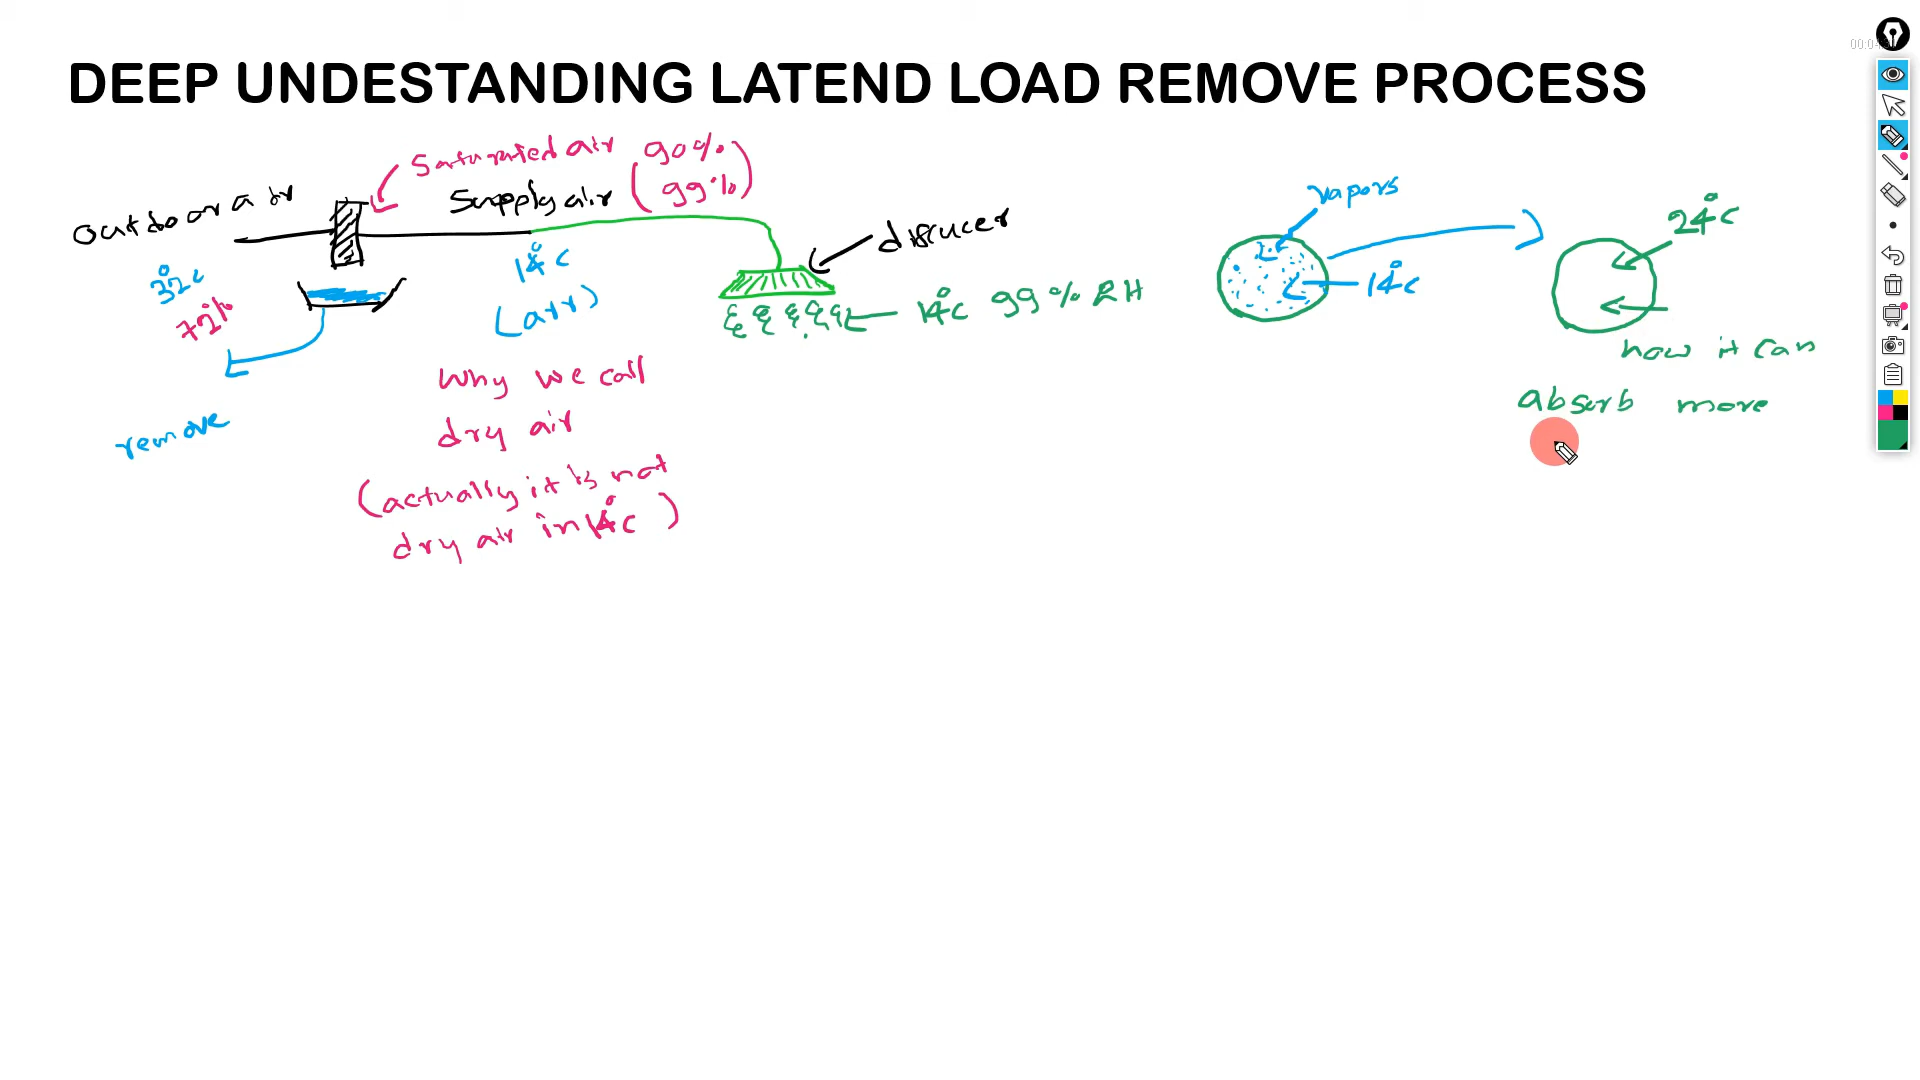 DEEP UNDESTANDING LATEND LOAD REMOVE PROCESS
Saturated air 90%
(99%)
Supply air
outdoor air
32°C
72%
14°C
(air)
remove
14°C 99% RH
vapors
14°C
24°C
how it can
absorb more
Why we call
dry air
(actually it is not
dry air in 14°C)